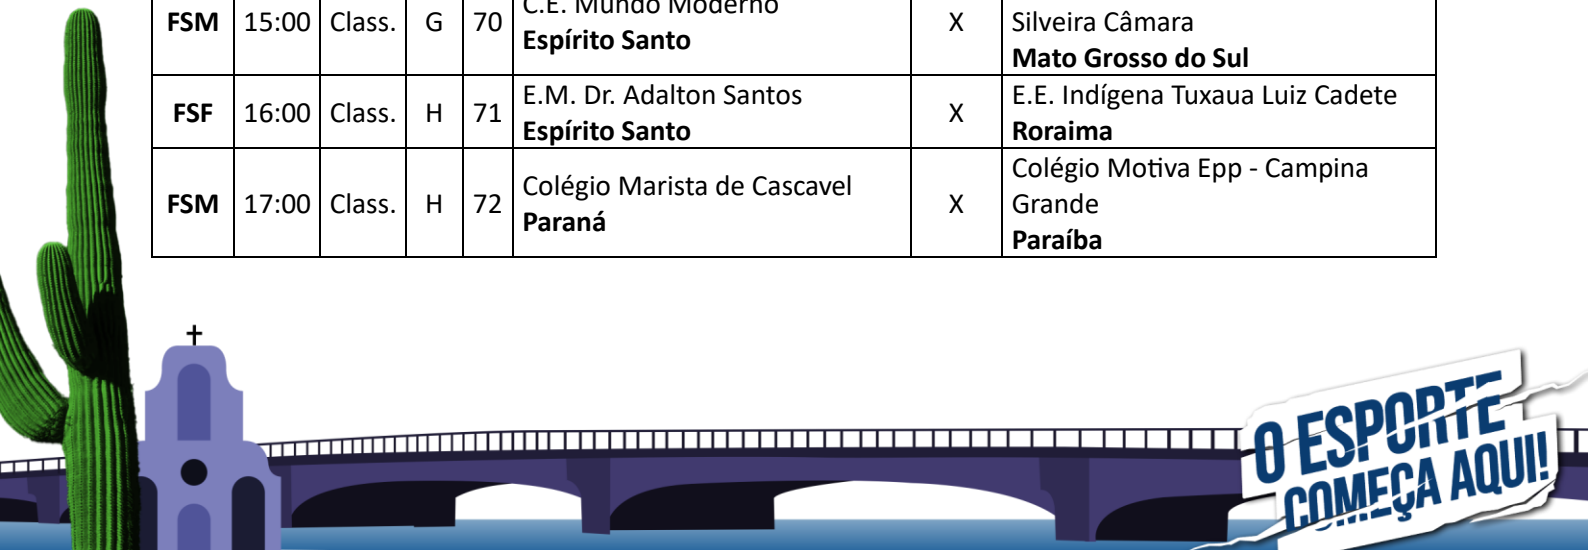 FSM 15:00 Class. G 70 C.E. Mundo Moderno
Espírito Santo X Silveira Câmara
Mato Grosso do Sul
FSF 16:00 Class. H 71 E.M. Dr. Adalton Santos
Espírito Santo X E.E. Indígena Tuxaua Luiz Cadete
Roraima
FSM 17:00 Class. H 72 Colégio Marista de Cascavel
Paraná X Colégio Motiva Epp - Campina
Grande
Paraíba
O ESPORTE
COMEÇA AQUI!